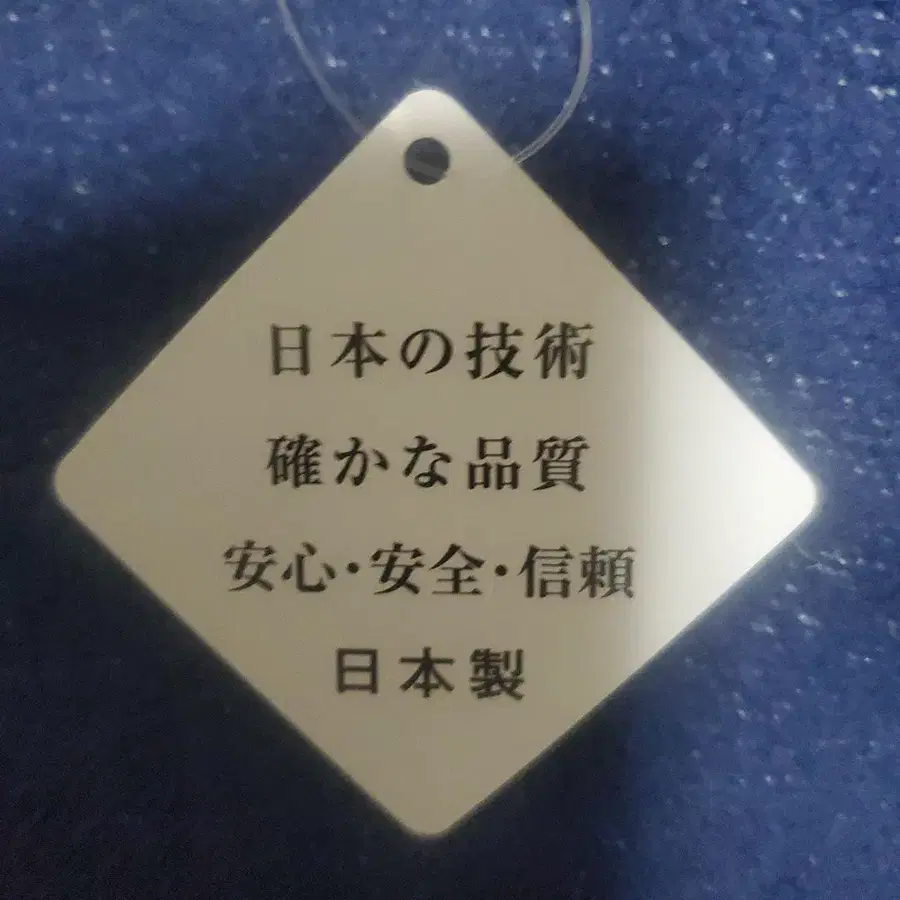 日本の技術
確かな品質
安心・安全・信頼
日本製